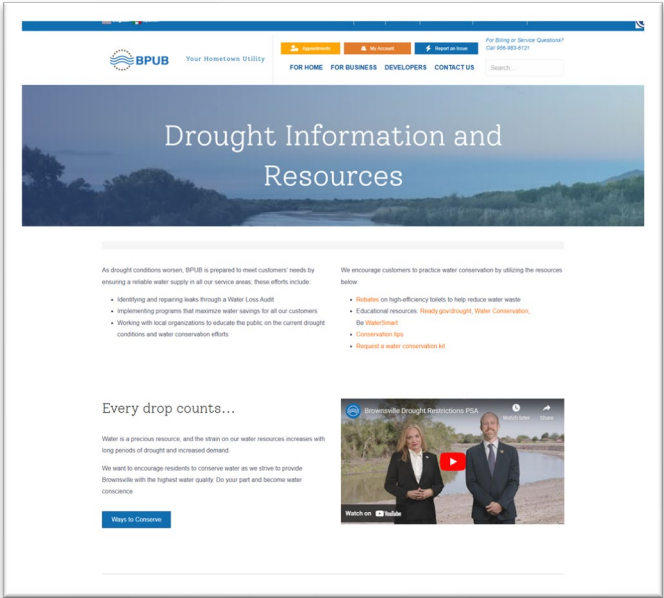 For Billing or Service Questions?
Call 956-983-6121
BPUB
Your Hometown Utility
Appointments
My Account
Report an Issue
FOR HOME
FOR BUSINESS
DEVELOPERS
CONTACT US
Search...
Drought Information and
Resources
As drought conditions worsen, BPUB is prepared to meet customers' needs by
ensuring a reliable water supply in all our service areas; these efforts include:
• Identifying and repairing leaks through a Water Loss Audit
• Implementing programs that maximize water savings for all our customers
• Working with local organizations to educate the public on the current drought
conditions and water conservation efforts
We encourage customers to practice water conservation by utilizing the resources
below
• Rebates on high-efficiency toilets to help reduce water waste
• Educational resources: Ready.gov/drought, Water Conservation,
Be WaterSmart
• Conservation tips
• Request a water conservation kit
Every drop counts...
Water is a precious resource, and the strain on our water resources increases with
long periods of drought and increased demand.
We want to encourage residents to conserve water as we strive to provide
Brownsville with the highest water quality. Do your part and become water
conscience.
Ways to Conserve
Brownsville Drought Restrictions PSA
Watch later
Share
Watch on YouTube